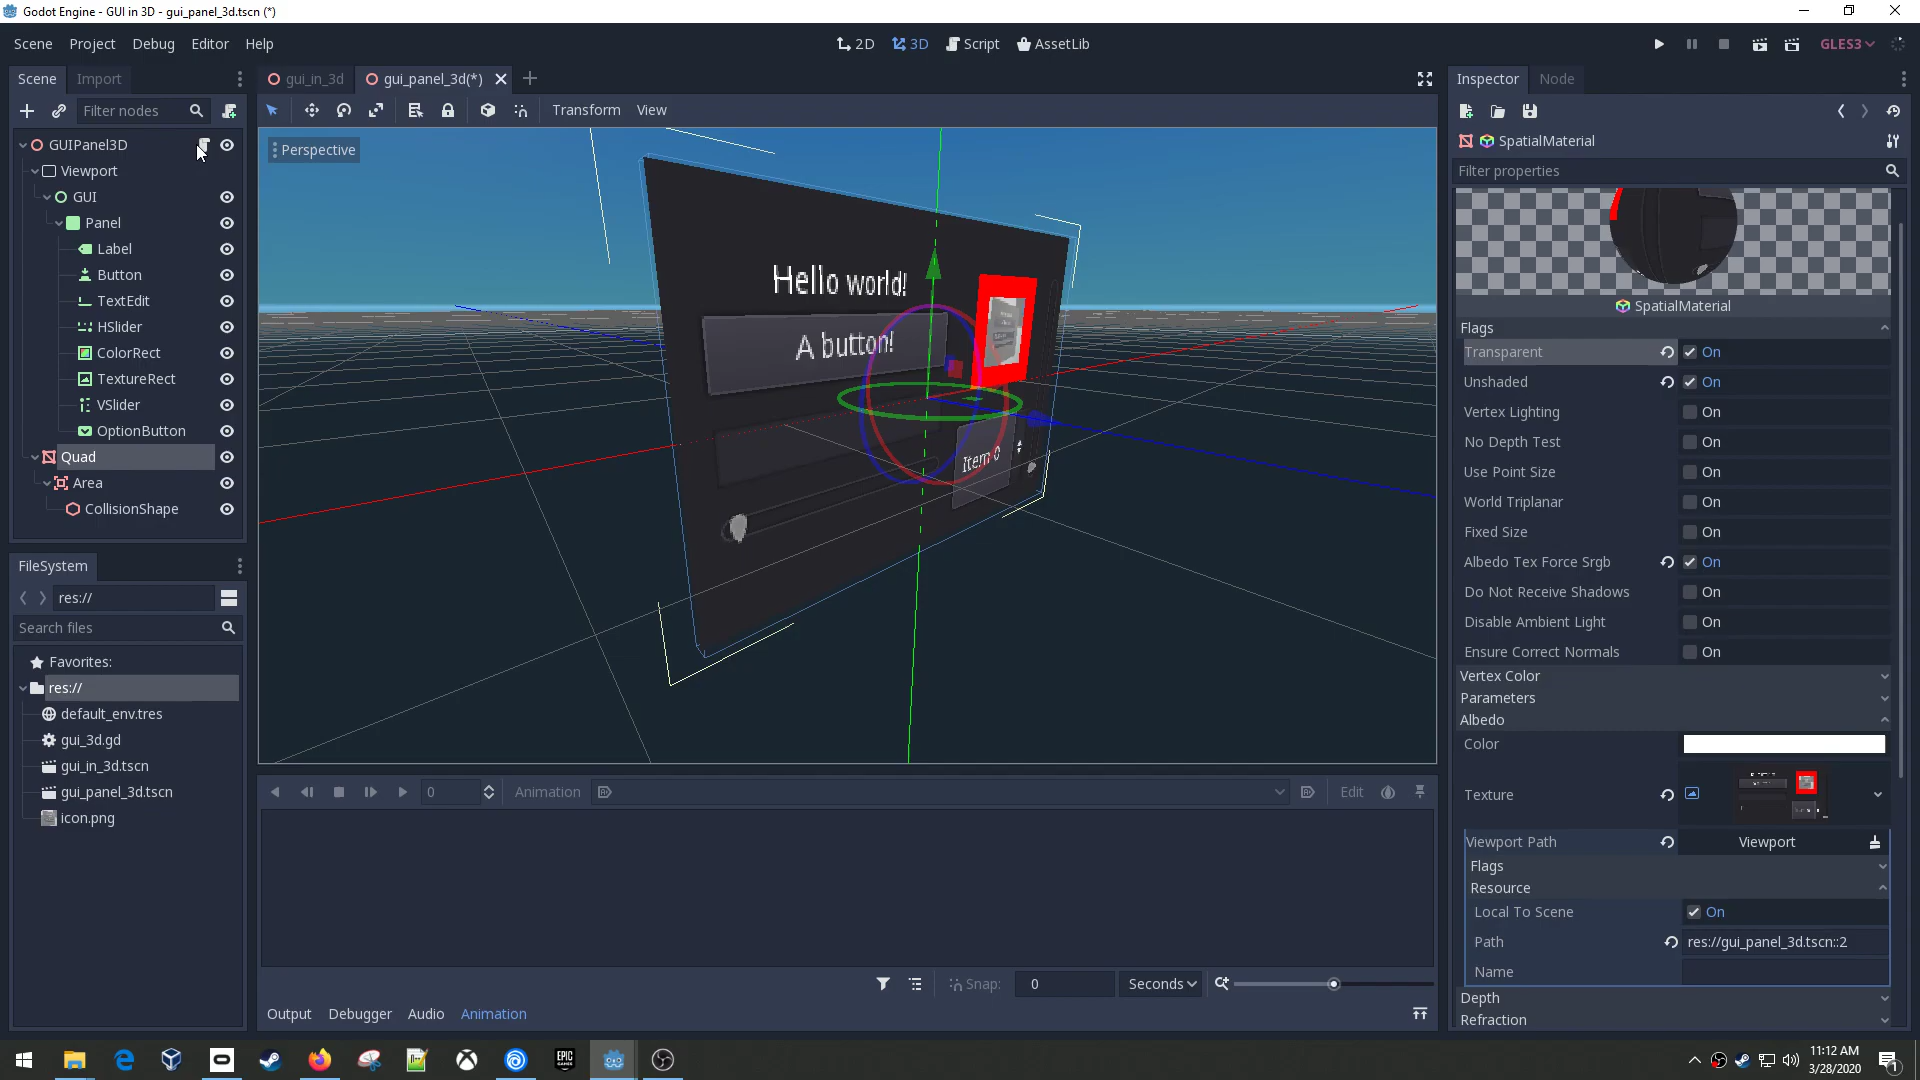 Godot Engine - GUI in 3D - gui_panel_3d.tscn (*)
Scene Project Debug Editor Help
2D 3D Script AssetLib
GLES3
Scene Import
gui_in_3d gui_panel_3d(*)
Inspector Node
Filter nodes
Transform View
SpatialMaterial
Filter properties
GUIPanel3D
Viewport
GUI
Panel
Label
Button
TextEdit
HSlider
ColorRect
TextureRect
VSlider
OptionButton
Quad
Area
CollisionShape
FileSystem
res://
Search files
Favorites:
res://
default_env.tres
gui_3d.gd
gui_in_3d.tscn
gui_panel_3d.tscn
icon.png
Perspective
Hello world!
A button!
Item 0
0 Animation Edit
Snap: 0 Seconds
Output Debugger Audio Animation
SpatialMaterial
Flags
Transparent On
Unshaded On
Vertex Lighting On
No Depth Test On
Use Point Size On
World Triplanar On
Fixed Size On
Albedo Tex Force Srgb On
Do Not Receive Shadows On
Disable Ambient Light On
Ensure Correct Normals On
Vertex Color
Parameters
Albedo
Color
Texture
Viewport Path Viewport
Flags
Resource
Local To Scene On
Path res://gui_panel_3d.tscn::2
Name
Depth
Refraction
EPIC
GAMES
11:12 AM
3/28/2020
1